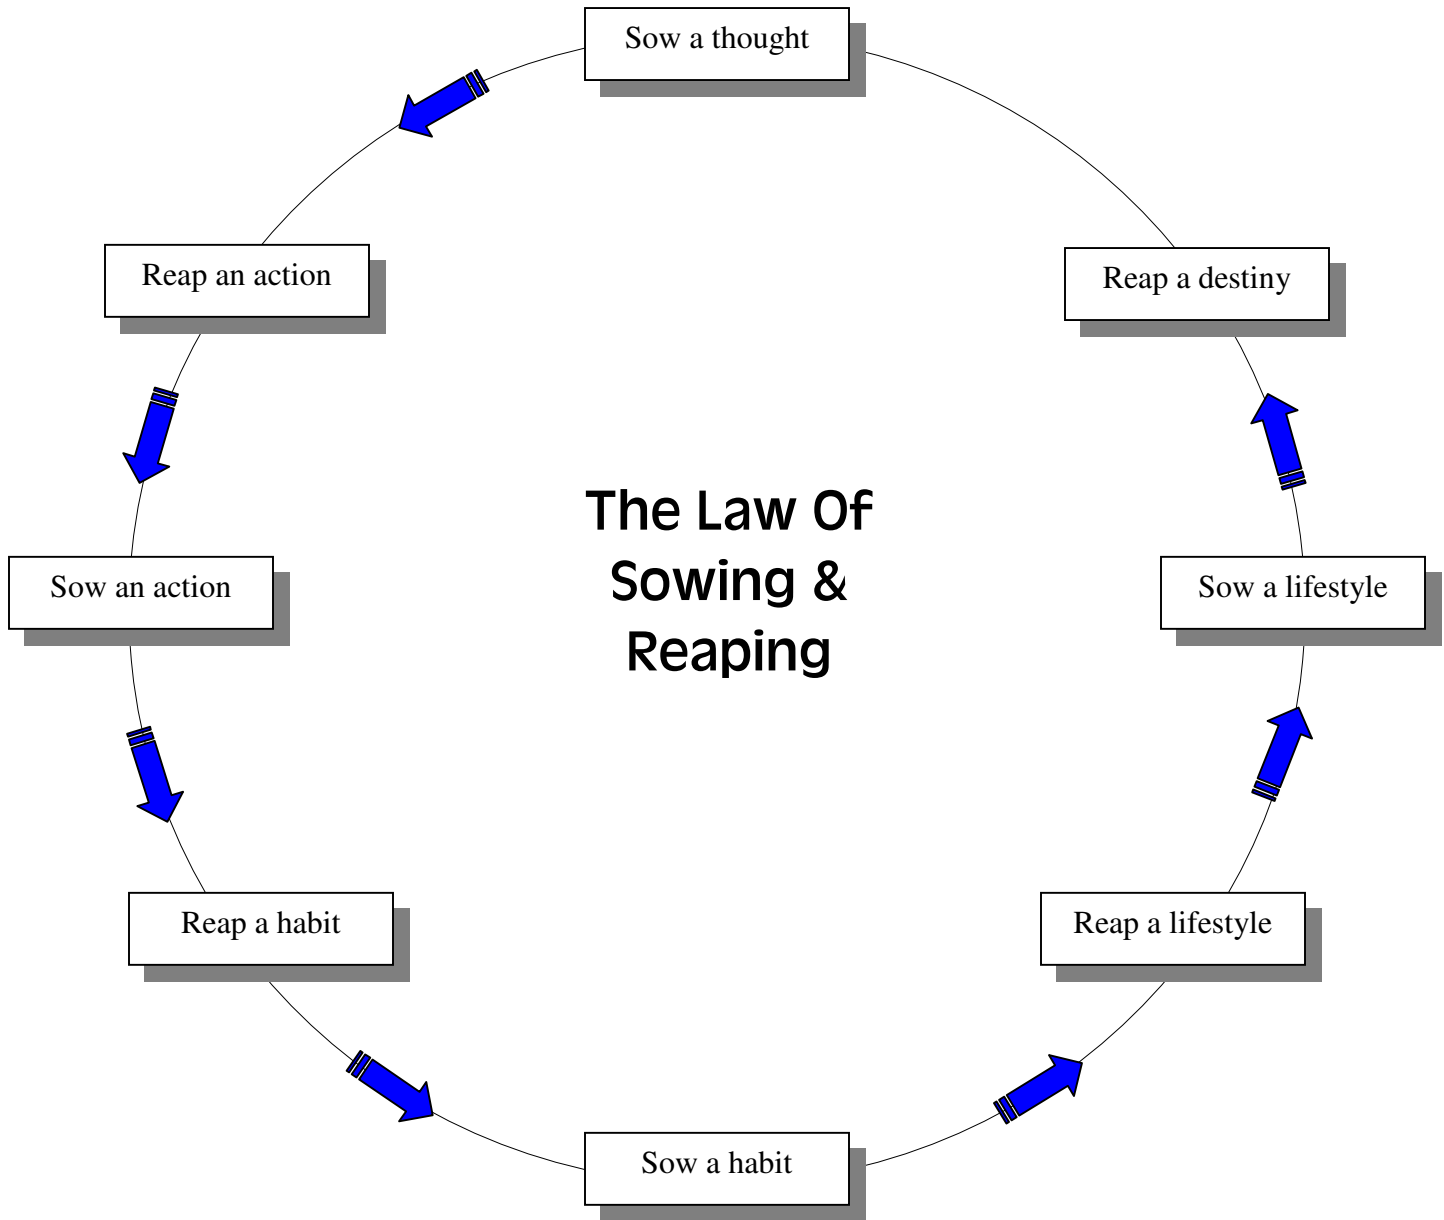 Sow a thought
Reap an action
Reap a destiny
The Law Of
Sowing &
Reaping
Sow an action
Sow a lifestyle
Reap a habit
Reap a lifestyle
Sow a habit